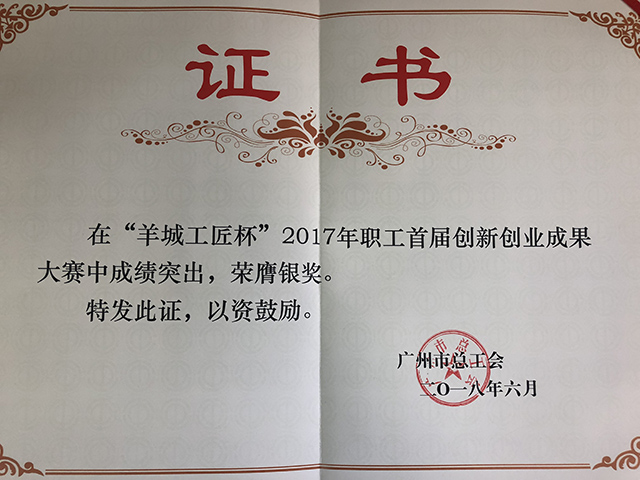 证书
在“羊城工匠杯”2017年职工首届创新创业成果
大赛中成绩突出，荣膺银奖。
特发此证，以资鼓励。
广州市总工会
二〇一八年六月